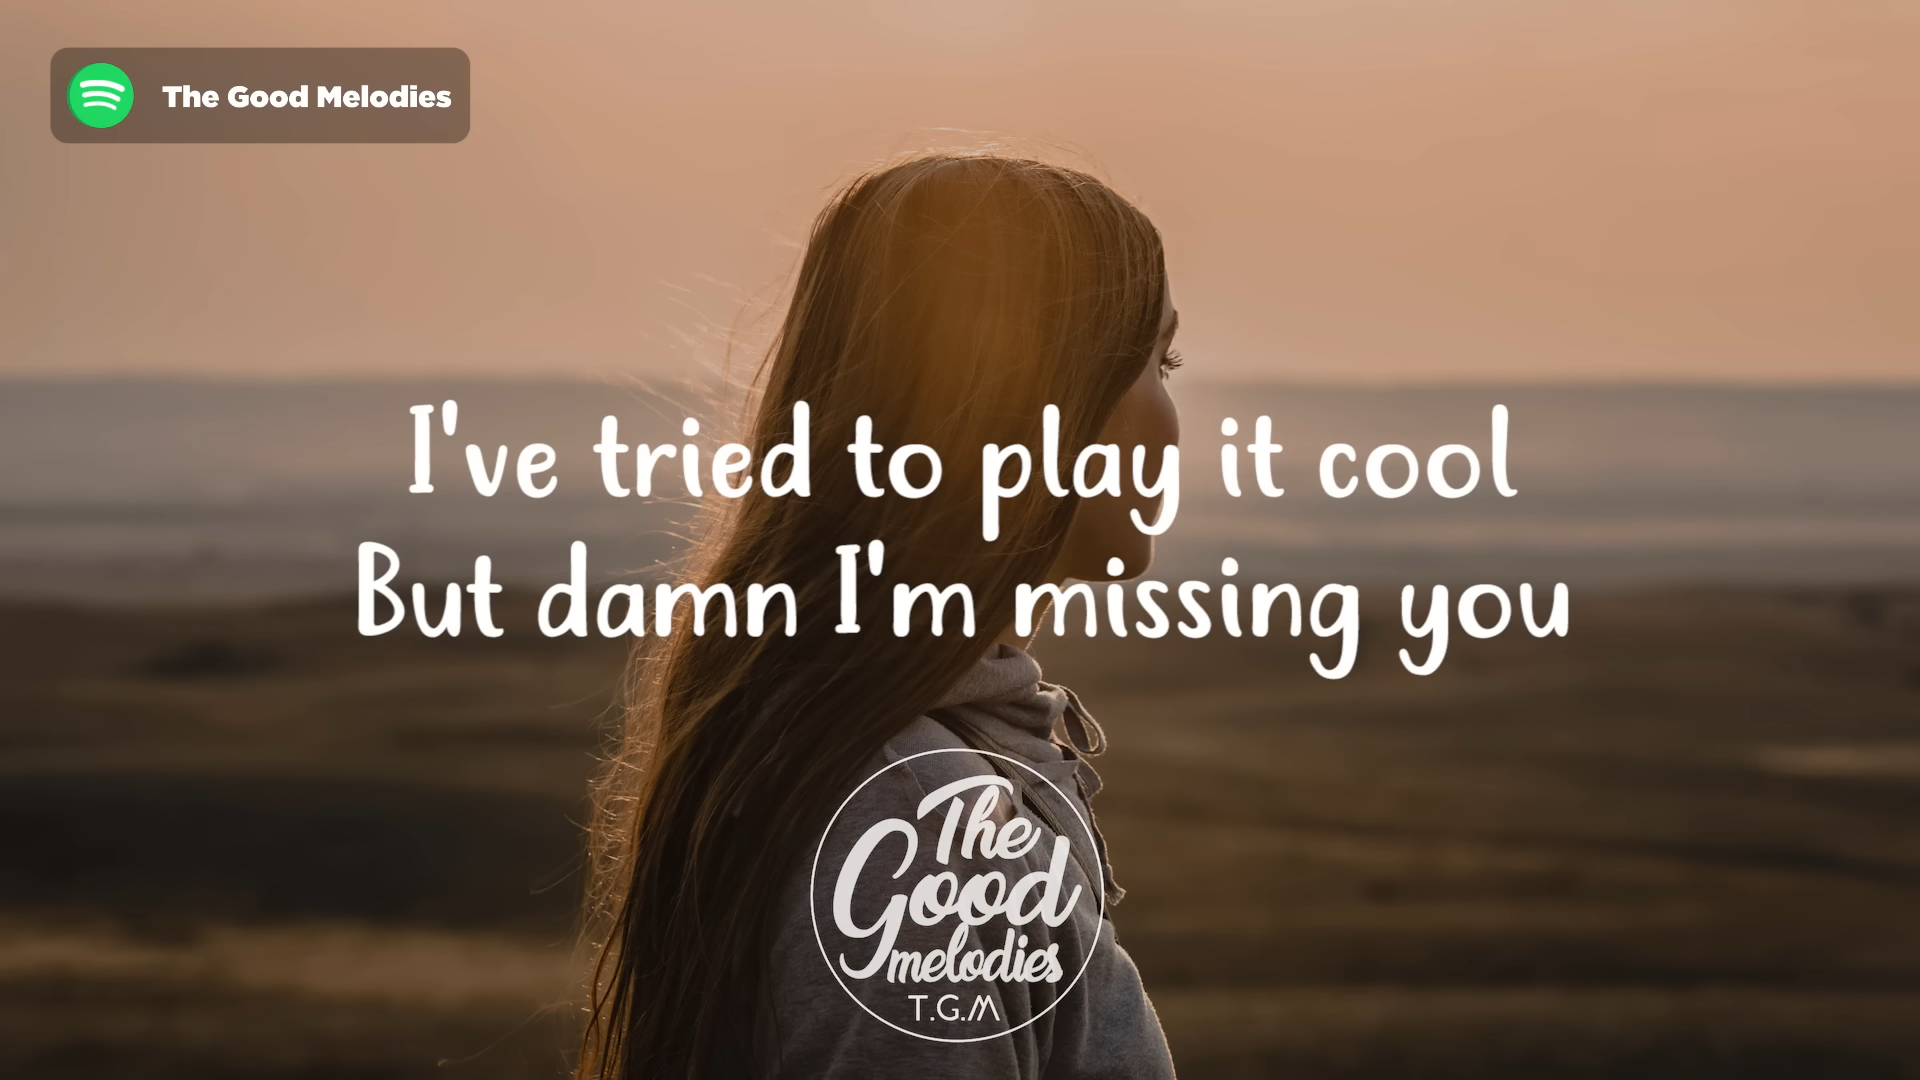 The Good Melodies
I've tried to play it cool
But damn I'm missing you
The
Good
melodies
T.G.M